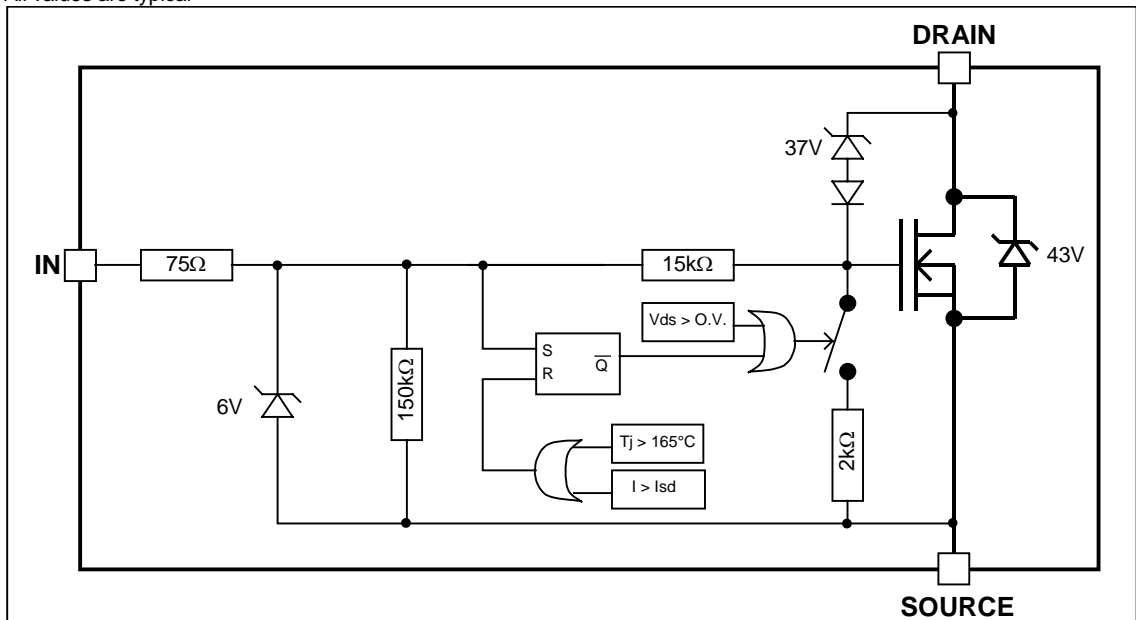 All values are typical
DRAIN
37V
43V
IN
75Ω
15kΩ
Vds > O.V.
S
R
Q̅
150kΩ
6V
Tj > 165°C
I > Isd
2kΩ
SOURCE